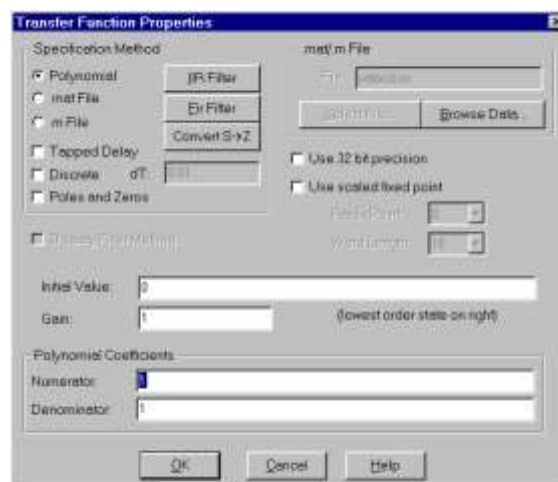 Transfer Function Properties
Specification Method
Polynomial
.mat File
.m File
Tapped Delay
Discrete dT:
Poles and Zeros
IIR Filter
Fir Filter
Convert S->Z
.mat/.m File
Browse Data...
Use 32 bit precision
Use scaled fixed point
Initial Value: 0
Gain: 1 (lowest order state on right)
Polynomial Coefficients
Numerator: 1
Denominator: 1
OK Cancel Help